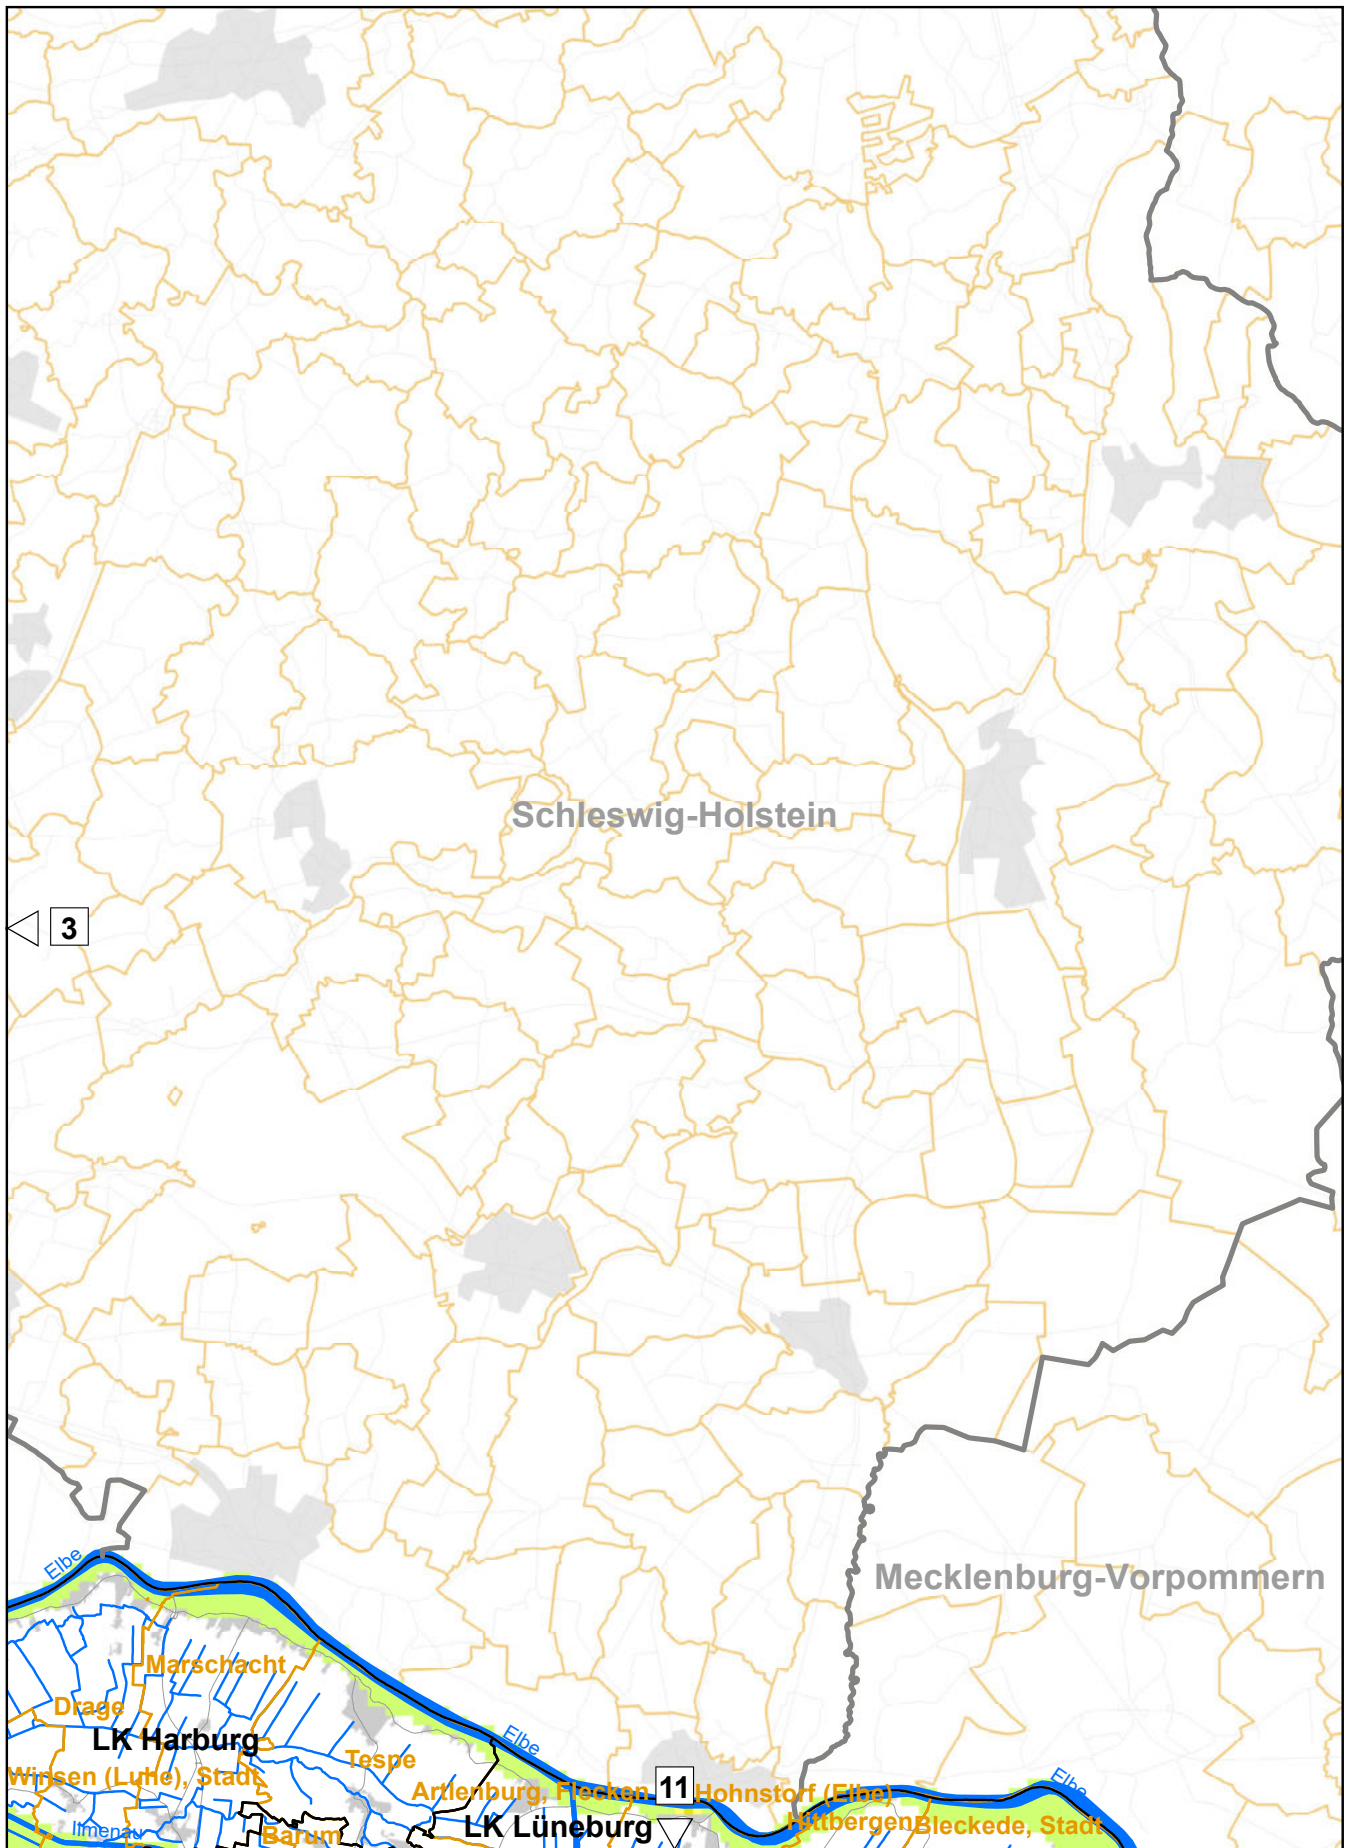 Schleswig-Holstein
3
Elbe
Mecklenburg-Vorpommern
Marschacht
Drage
LK Harburg
Elbe
Tespe
Winsen (Luhe), Stadt
Artlenburg, Flecken
11
Hohnstorf (Elbe)
Elbe
Hittbergen
Bleckede, Stadt
Ilmenau
Barum
LK Lüneburg